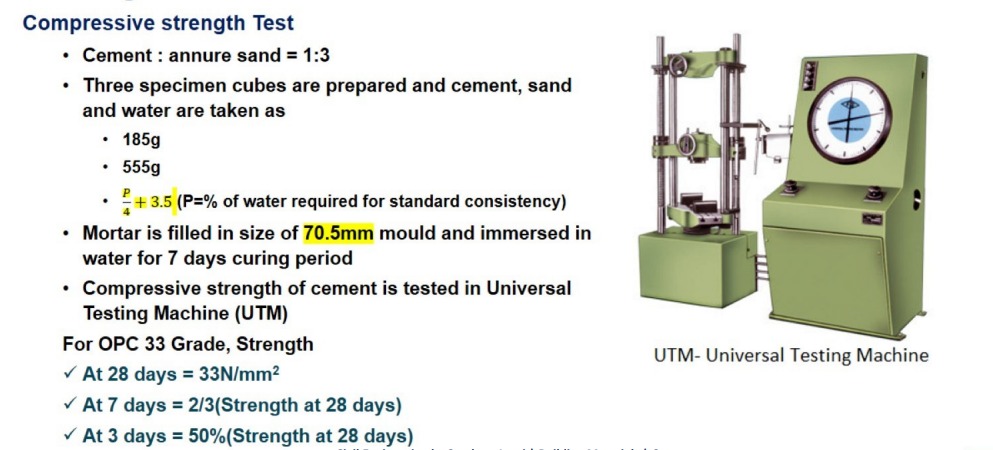 Compressive strength Test
• Cement : annure sand = 1:3
• Three specimen cubes are prepared and cement, sand
and water are taken as
• 185g
• 555g
• P/4 + 3.5 (P=% of water required for standard consistency)
• Mortar is filled in size of 70.5mm mould and immersed in
water for 7 days curing period
• Compressive strength of cement is tested in Universal
Testing Machine (UTM)
For OPC 33 Grade, Strength
✓ At 28 days = 33N/mm²
✓ At 7 days = 2/3(Strength at 28 days)
✓ At 3 days = 50%(Strength at 28 days)
UTM- Universal Testing Machine